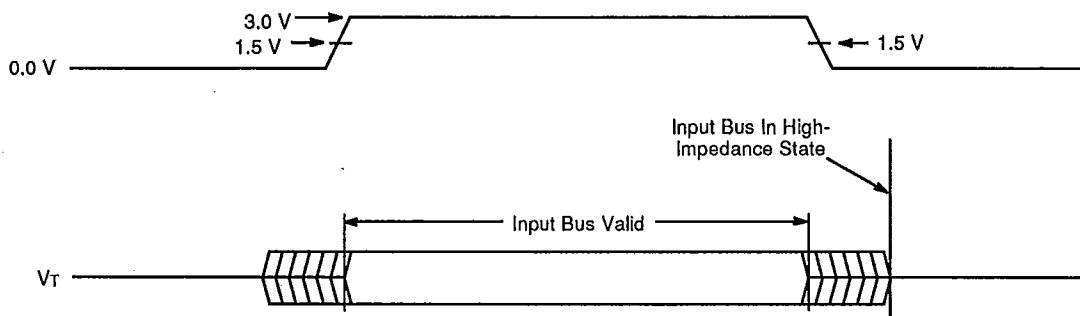 3.0 V
1.5 V
1.5 V
0.0 V
Input Bus In High-
Impedance State
Input Bus Valid
VT